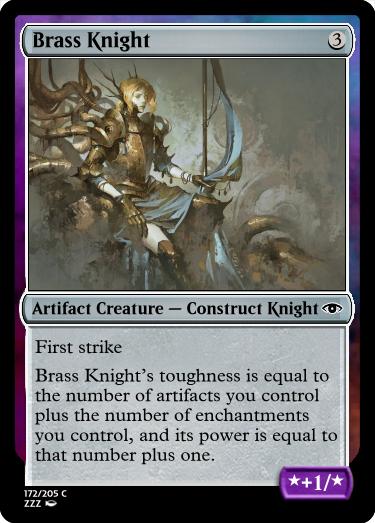 Brass Knight 3
Artifact Creature — Construct Knight
First strike
Brass Knight's toughness is equal to
the number of artifacts you control
plus the number of enchantments
you control, and its power is equal to
that number plus one.
★+1/★
172/205 C
ZZZ